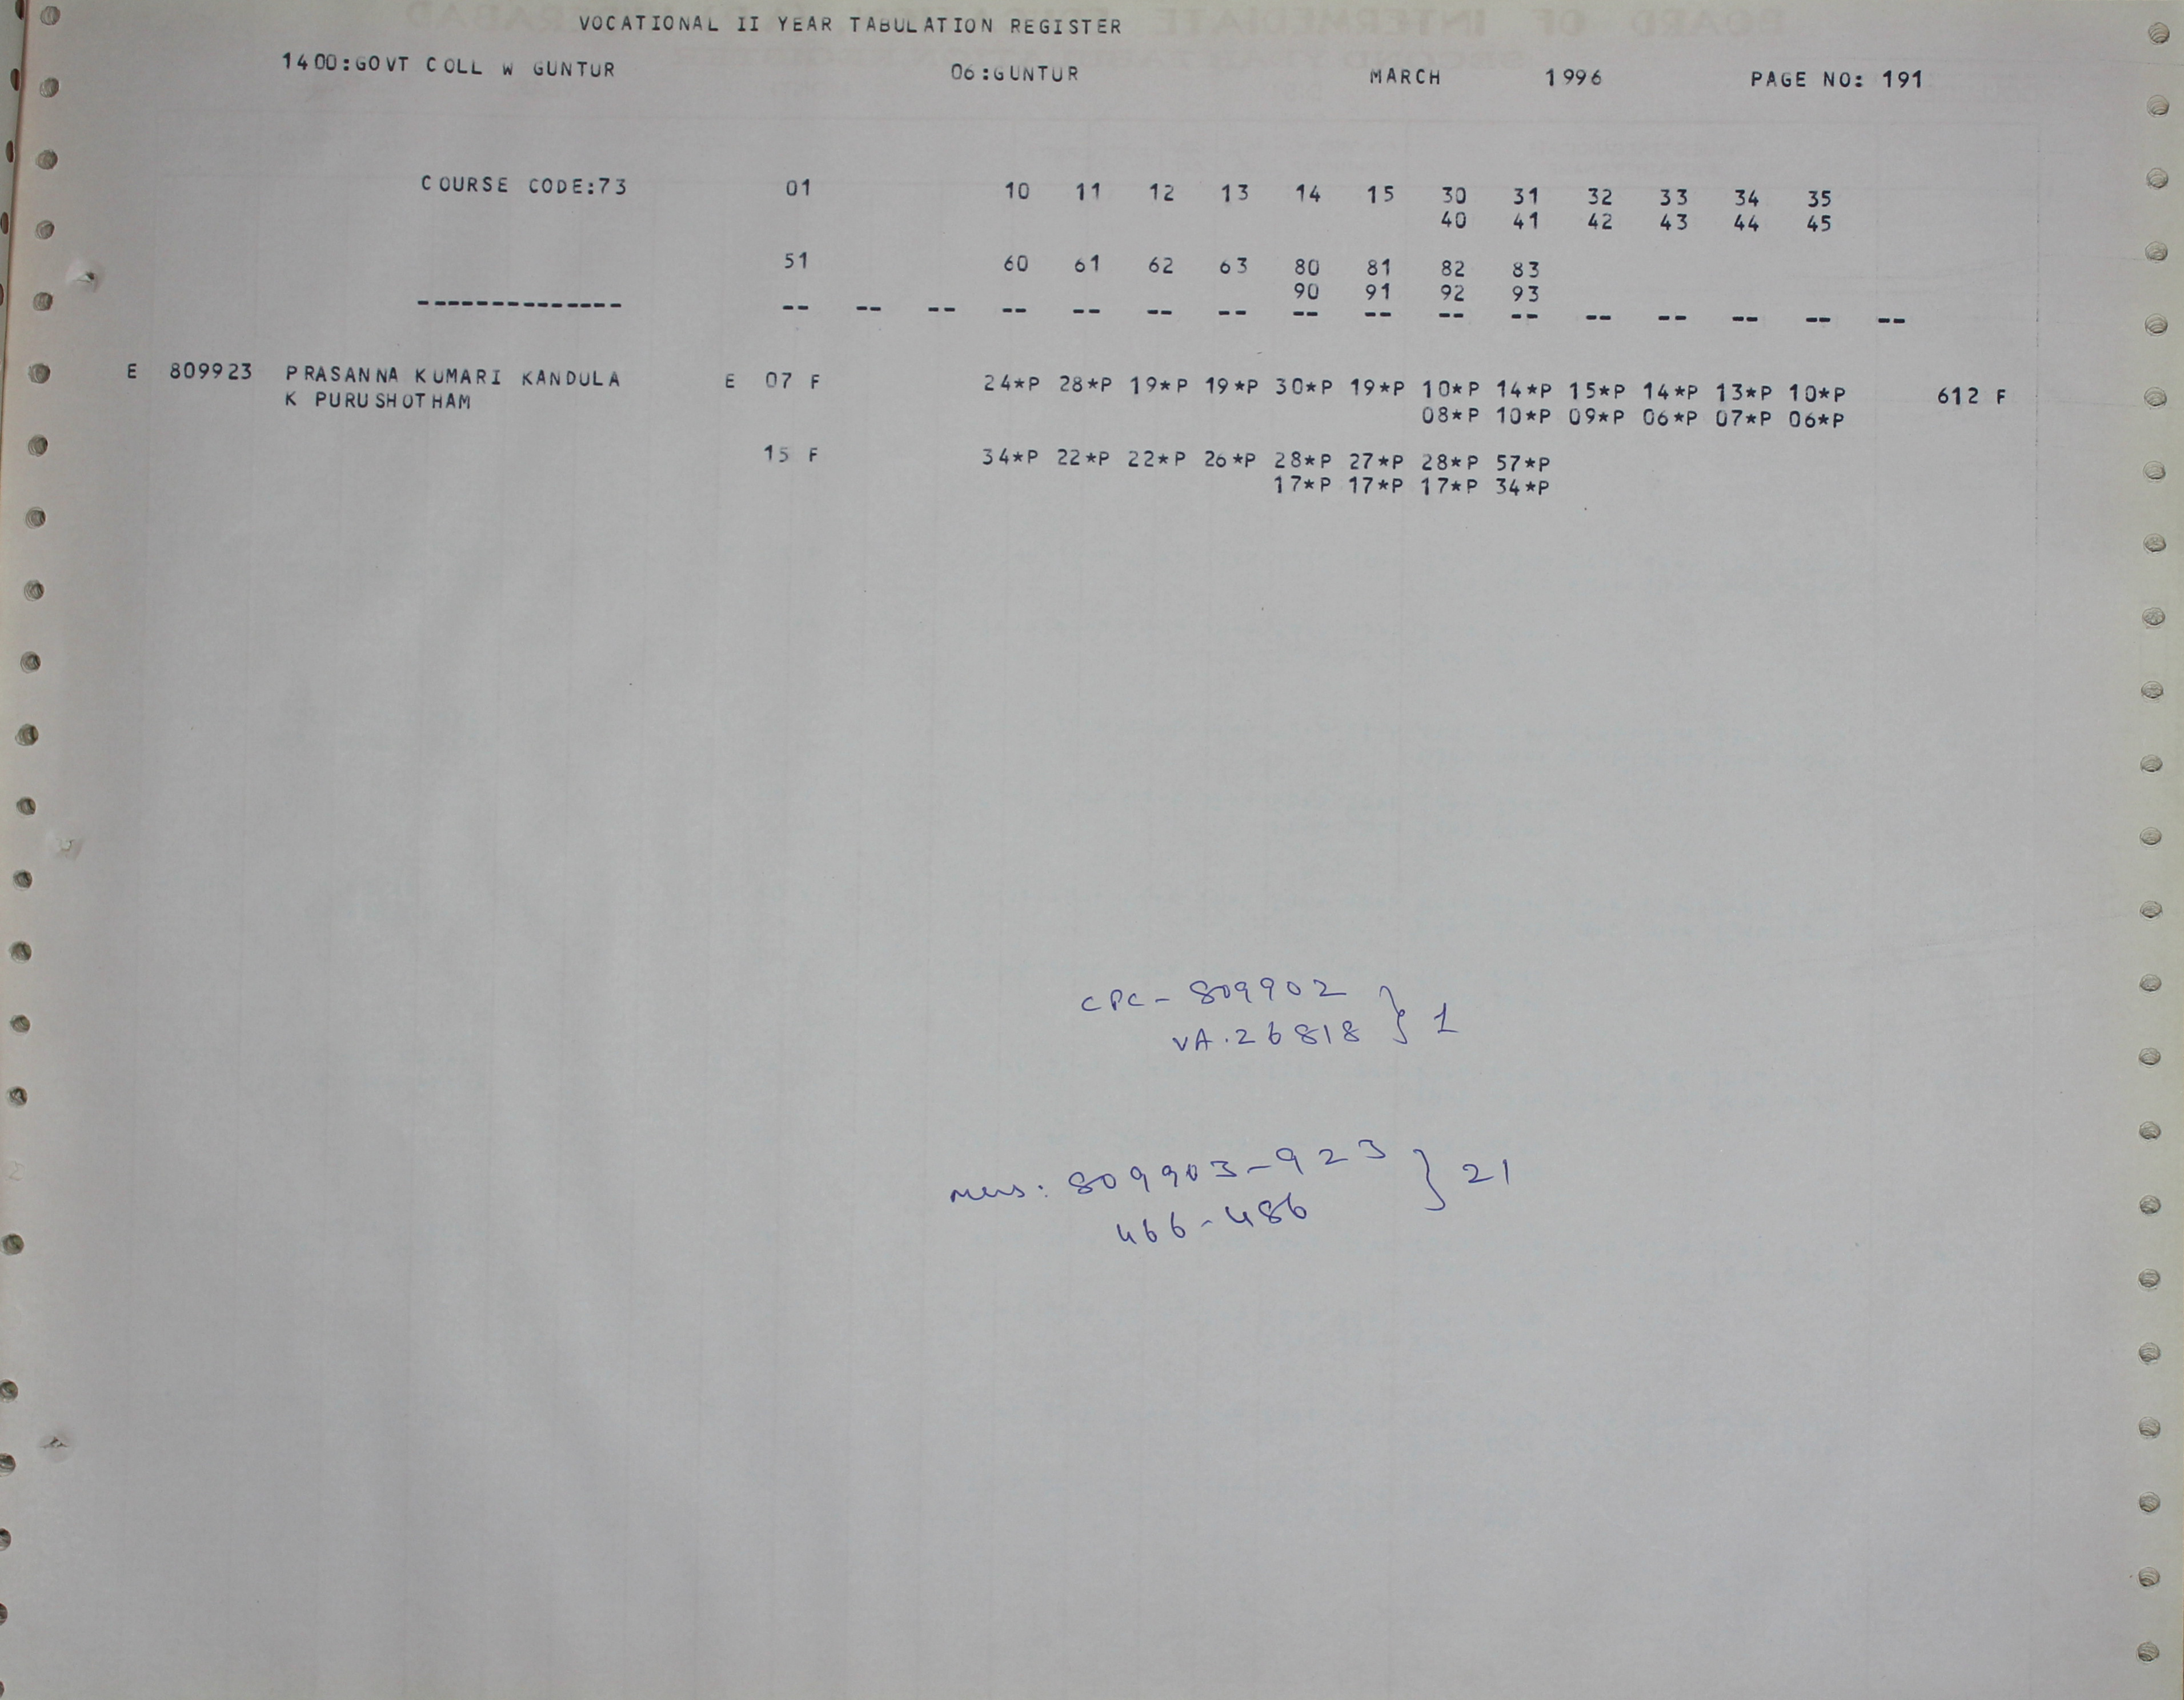 VOCATIONAL II YEAR TABULATION REGISTER
1400:GOVT COLL W GUNTUR 06:GUNTUR MARCH 1996 PAGE NO: 191
COURSE CODE:73 01 10 11 12 13 14 15 30 31 32 33 34 35
40 41 42 43 44 45
51 60 61 62 63 80 81 82 83
90 91 92 93
-------------- -- -- -- -- -- -- -- -- -- -- -- -- -- -- -- --
E 809923 PRASANNA KUMARI KANDULA E 07 F 24*P 28*P 19*P 19*P 30*P 19*P 10*P 14*P 15*P 14*P 13*P 10*P 612 F
K PURUSHOTHAM 08*P 10*P 09*P 06*P 07*P 06*P
15 F 34*P 22*P 22*P 26*P 28*P 27*P 28*P 57*P
17*P 17*P 17*P 34*P
CPC - 809902
VA.26818 } 1
809903-923 } 21
466-486